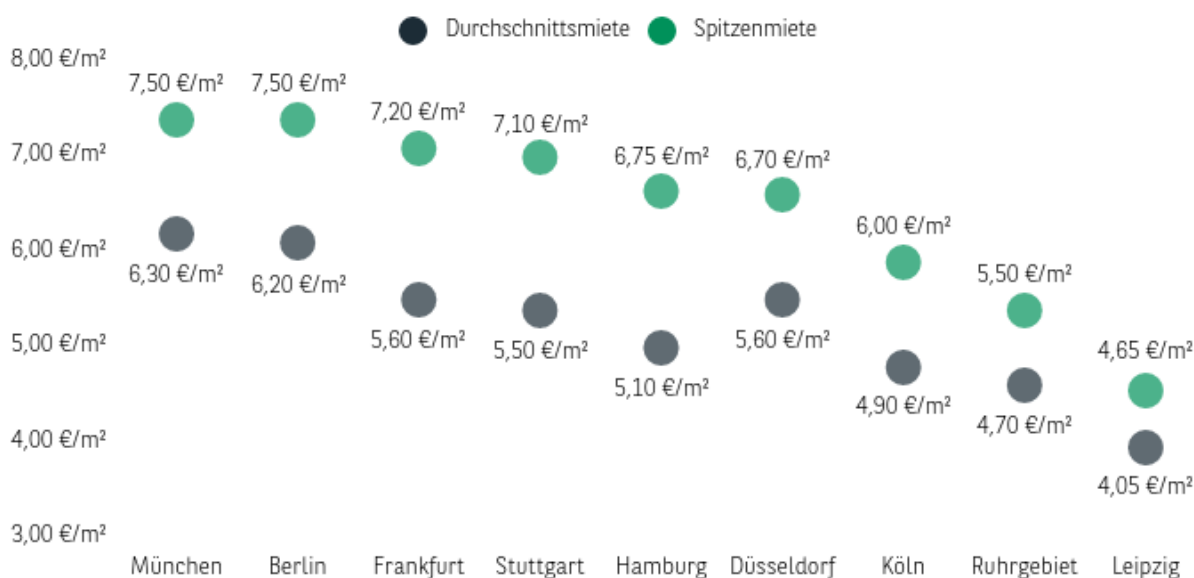 Durchschnittsmiete Spitzenmiete
8,00 €/m²
7,00 €/m²
6,00 €/m²
5,00 €/m²
4,00 €/m²
3,00 €/m²
7,50 €/m² 7,50 €/m² 7,20 €/m² 7,10 €/m² 6,75 €/m² 6,70 €/m² 6,00 €/m² 5,50 €/m² 4,65 €/m²
6,30 €/m² 6,20 €/m² 5,60 €/m² 5,50 €/m² 5,10 €/m² 5,60 €/m² 4,90 €/m² 4,70 €/m² 4,05 €/m²
München Berlin Frankfurt Stuttgart Hamburg Düsseldorf Köln Ruhrgebiet Leipzig